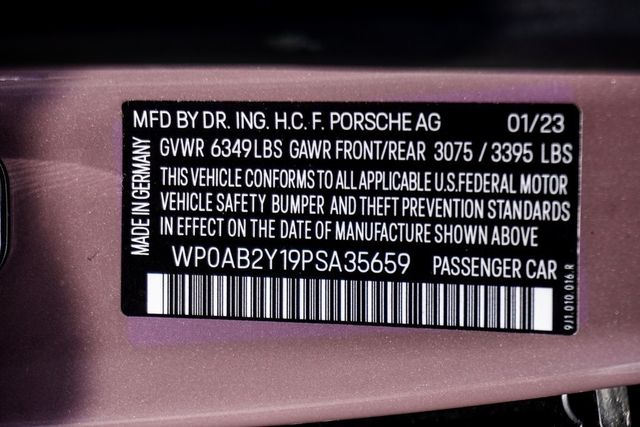 MFD BY DR. ING. H.C. F. PORSCHE AG 01/23
GVWR 6349LBS GAWR FRONT/REAR 3075 / 3395 LBS
THIS VEHICLE CONFORMS TO ALL APPLICABLE U.S.FEDERAL MOTOR
VEHICLE SAFETY BUMPER AND THEFT PREVENTION STANDARDS
IN EFFECT ON THE DATE OF MANUFACTURE SHOWN ABOVE
WP0AB2Y19PSA35659 PASSENGER CAR
MADE IN GERMANY
9J1.010.016.R